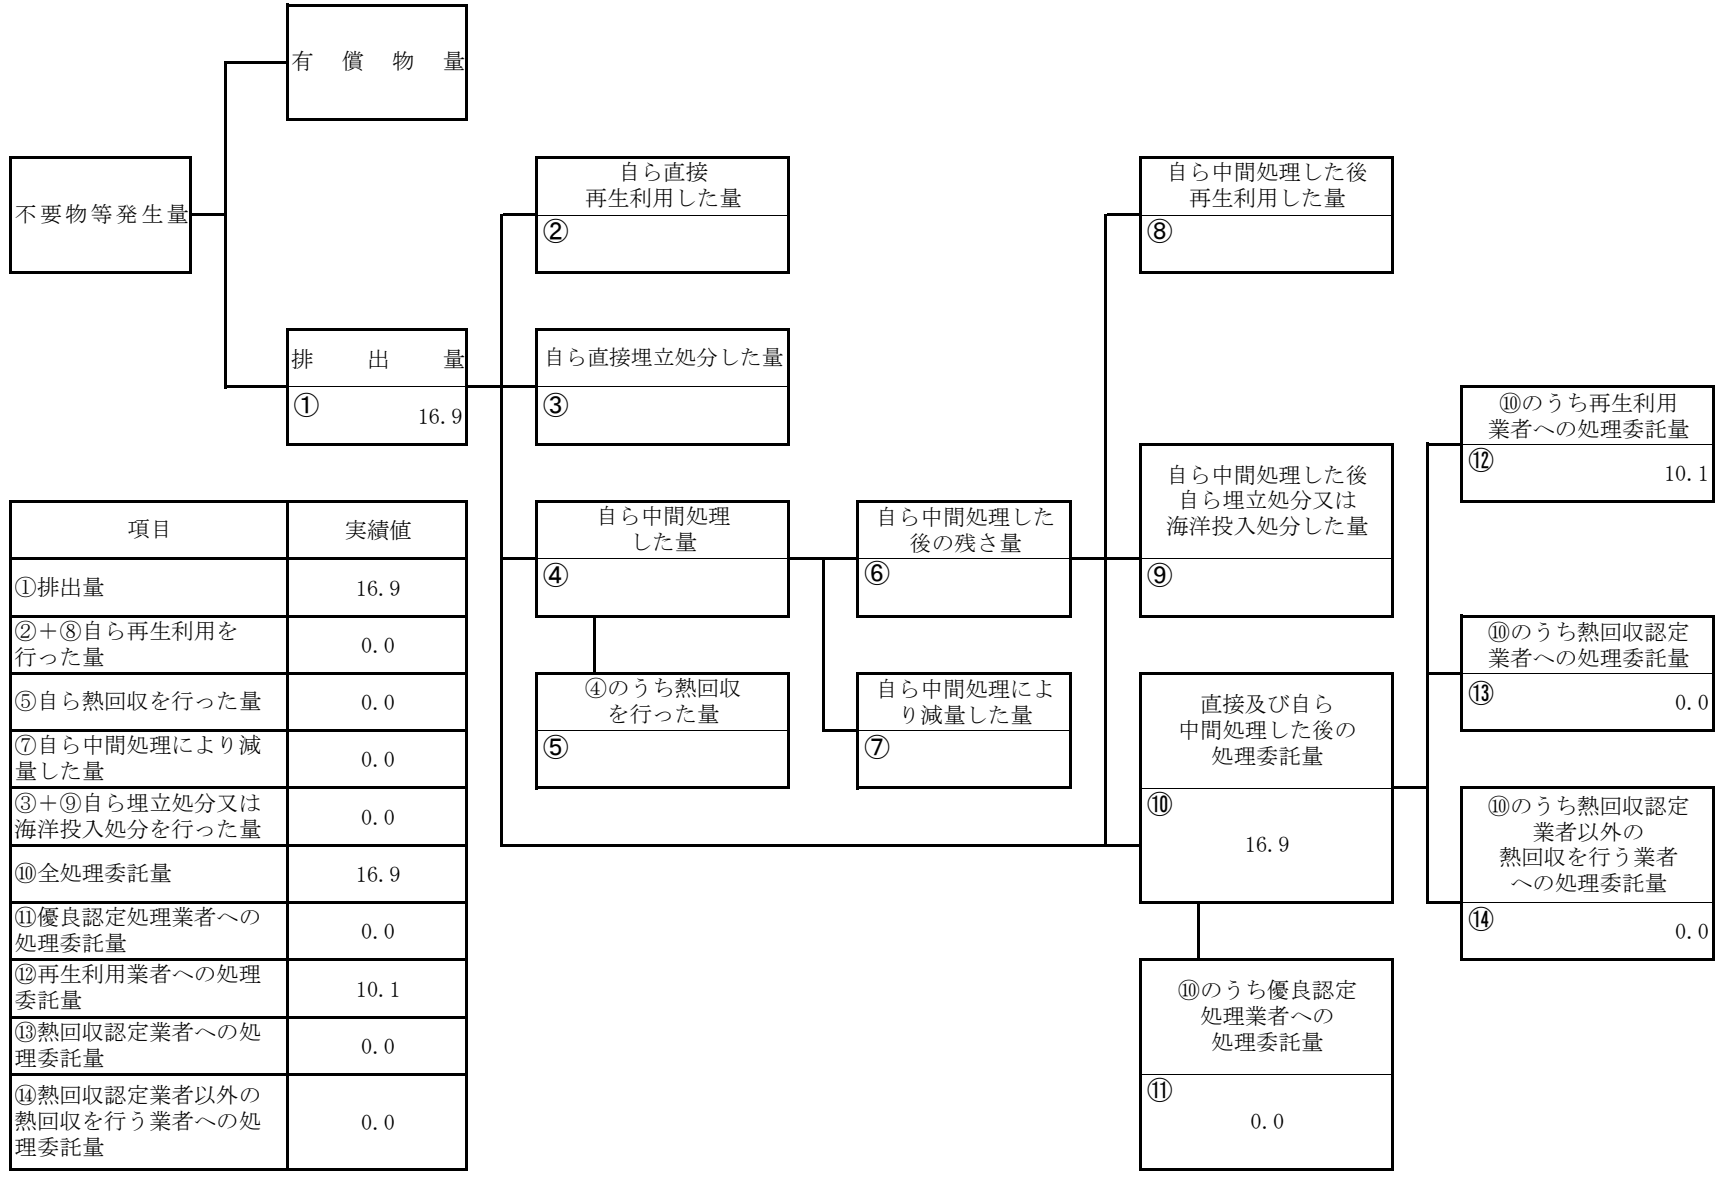 有償物量
不要物等発生量
排出量
①
16.9
自ら直接
再生利用した量
②
自ら直接埋立処分した量
③
自ら中間処理
した量
④
④のうち熱回収
を行った量
⑤
自ら中間処理した
後の残さ量
⑥
自ら中間処理によ
り減量した量
⑦
自ら中間処理した後
再生利用した量
⑧
自ら中間処理した後
自ら埋立処分又は
海洋投入処分した量
⑨
直接及び自ら
中間処理した後の
処理委託量
⑩
16.9
⑩のうち優良認定
処理業者への
処理委託量
⑪
0.0
⑩のうち再生利用
業者への処理委託量
⑫
10.1
⑩のうち熱回収認定
業者への処理委託量
⑬
0.0
⑩のうち熱回収認定
業者以外の
熱回収を行う業者
への処理委託量
⑭
0.0
項目
実績値
①排出量
16.9
②+⑧自ら再生利用を
行った量
0.0
⑤自ら熱回収を行った量
0.0
⑦自ら中間処理により減
量した量
0.0
③+⑨自ら埋立処分又は
海洋投入処分を行った量
0.0
⑩全処理委託量
16.9
⑪優良認定処理業者への
処理委託量
0.0
⑫再生利用業者への処理
委託量
10.1
⑬熱回収認定業者への処
理委託量
0.0
⑭熱回収認定業者以外の
熱回収を行う業者への処
理委託量
0.0